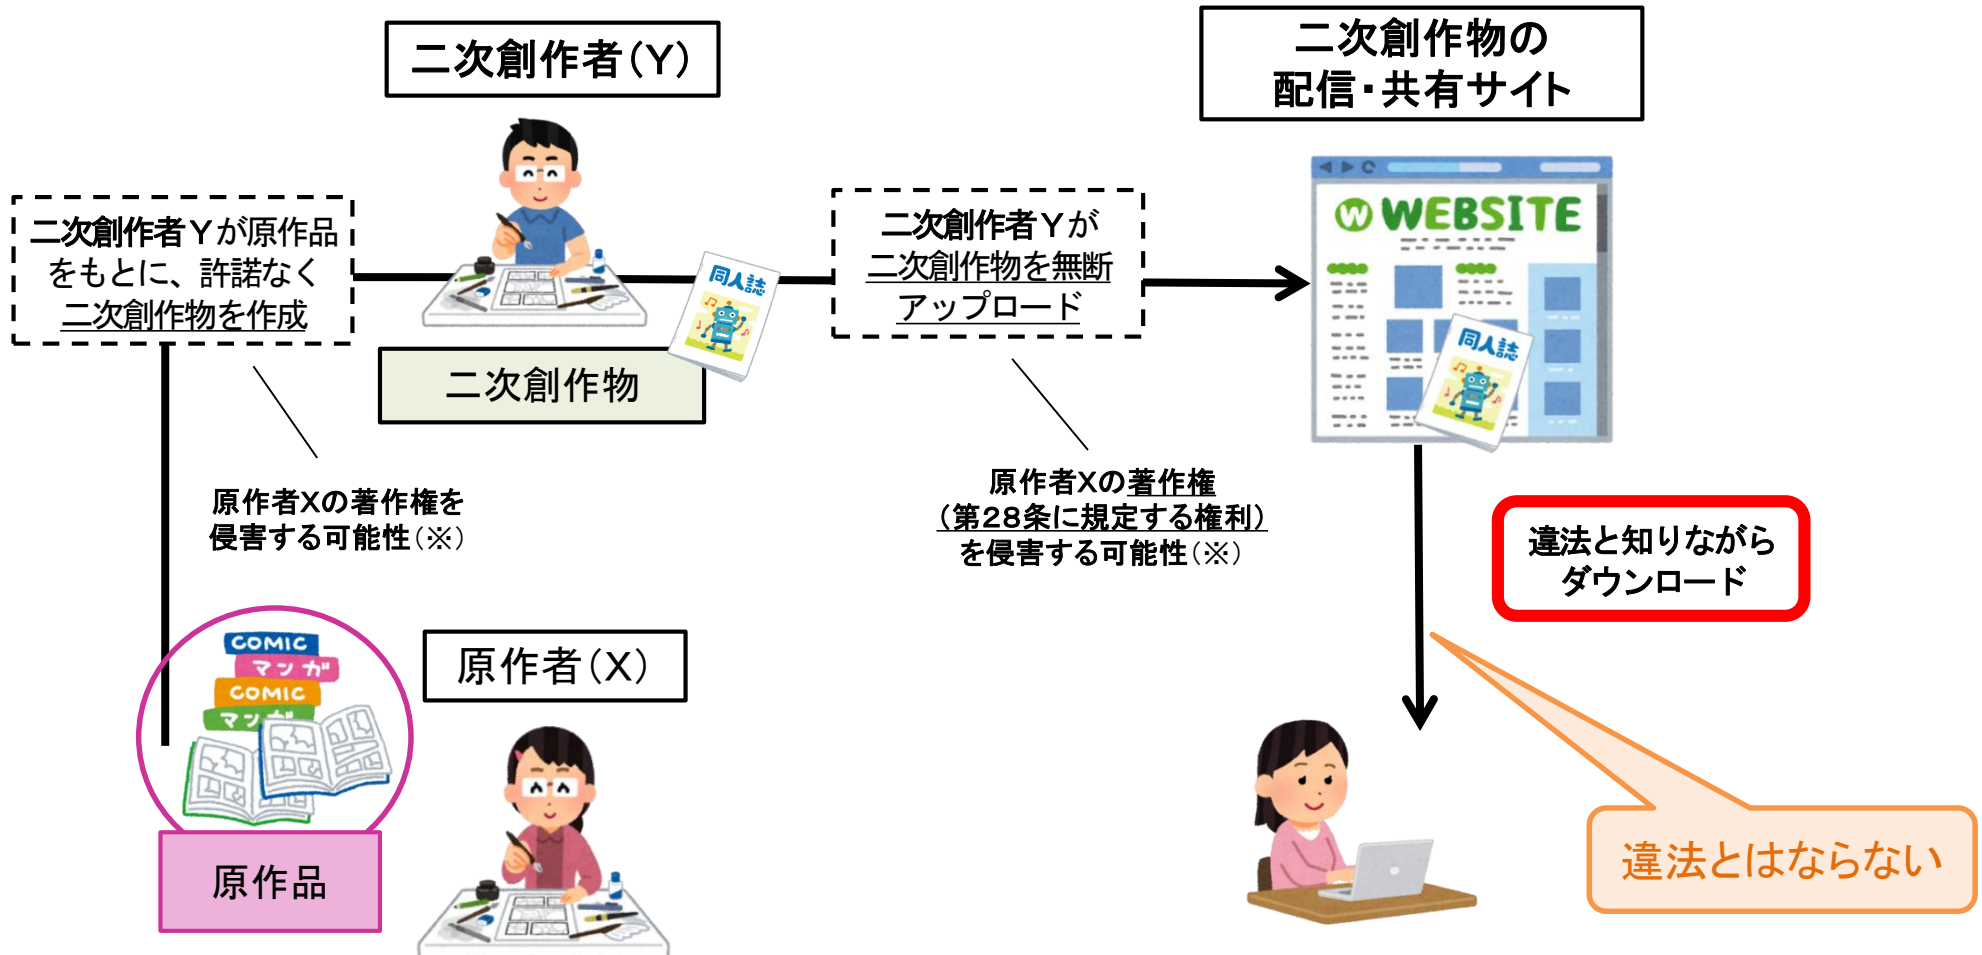 二次創作者（Y）
二次創作物の
配信・共有サイト
二次創作者Ｙが原作品
をもとに、許諾なく
二次創作物を作成
同人誌
二次創作者Ｙが
二次創作物を無断
アップロード
W WEBSITE
同人誌
二次創作物
原作者Xの著作権を
侵害する可能性（※）
原作者Xの著作権
（第２８条に規定する権利）
を侵害する可能性（※）
違法と知りながら
ダウンロード
COMIC
マンガ
COMIC
マンガ
原作者（X）
原作品
違法とはならない